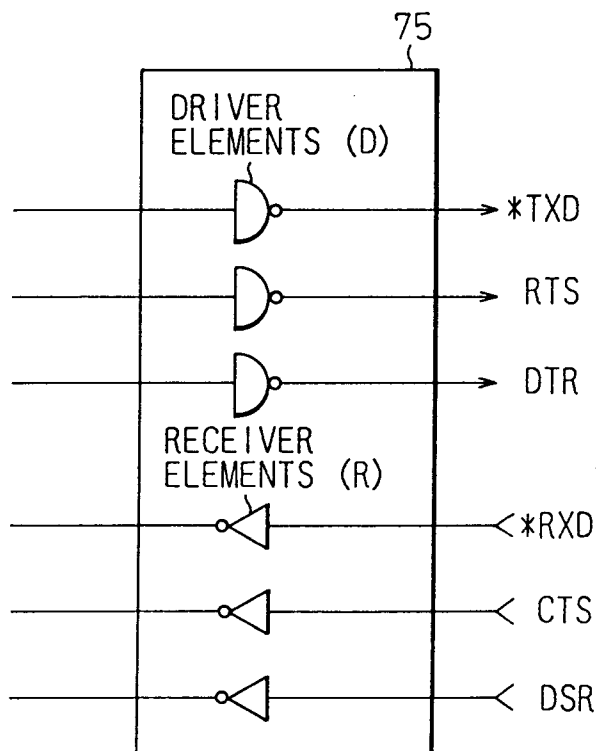 75
DRIVER
ELEMENTS (D)
*TXD
RTS
DTR
RECEIVER
ELEMENTS (R)
*RXD
CTS
DSR